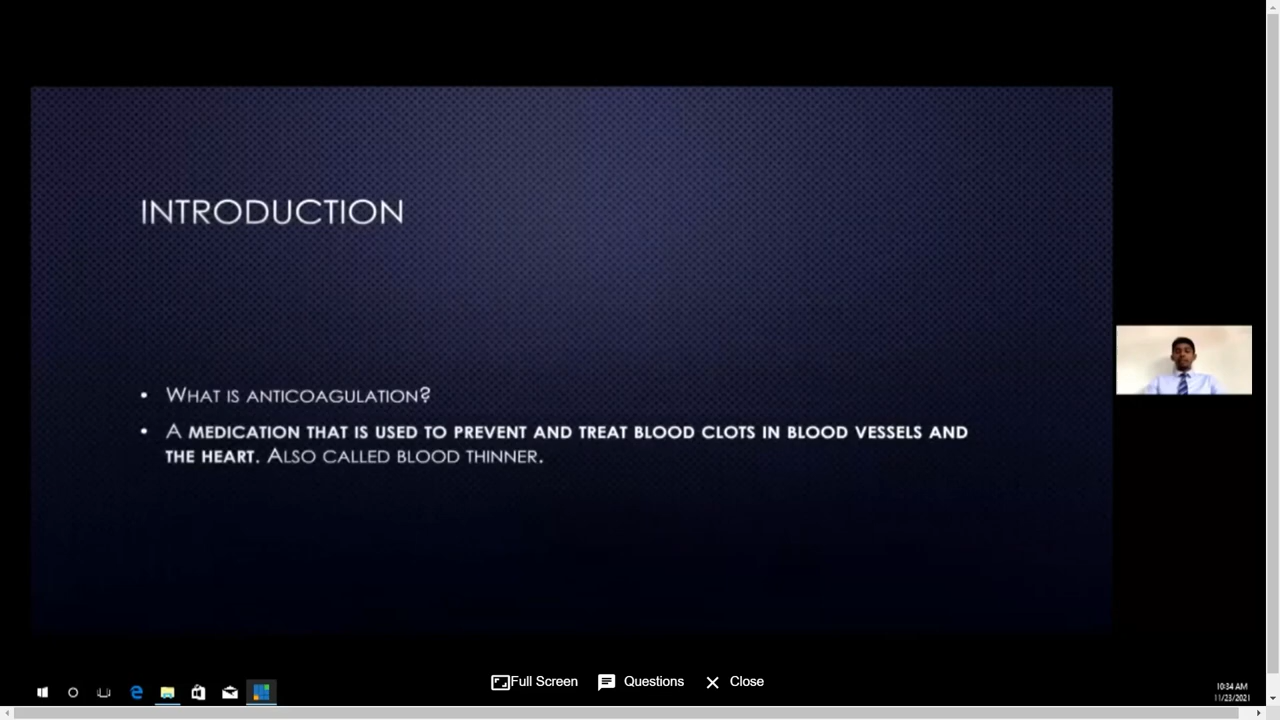 INTRODUCTION
• WHAT IS ANTICOAGULATION?
• A MEDICATION THAT IS USED TO PREVENT AND TREAT BLOOD CLOTS IN BLOOD VESSELS AND
THE HEART. ALSO CALLED BLOOD THINNER.
Full Screen Questions Close
10:34 AM
11/23/2021